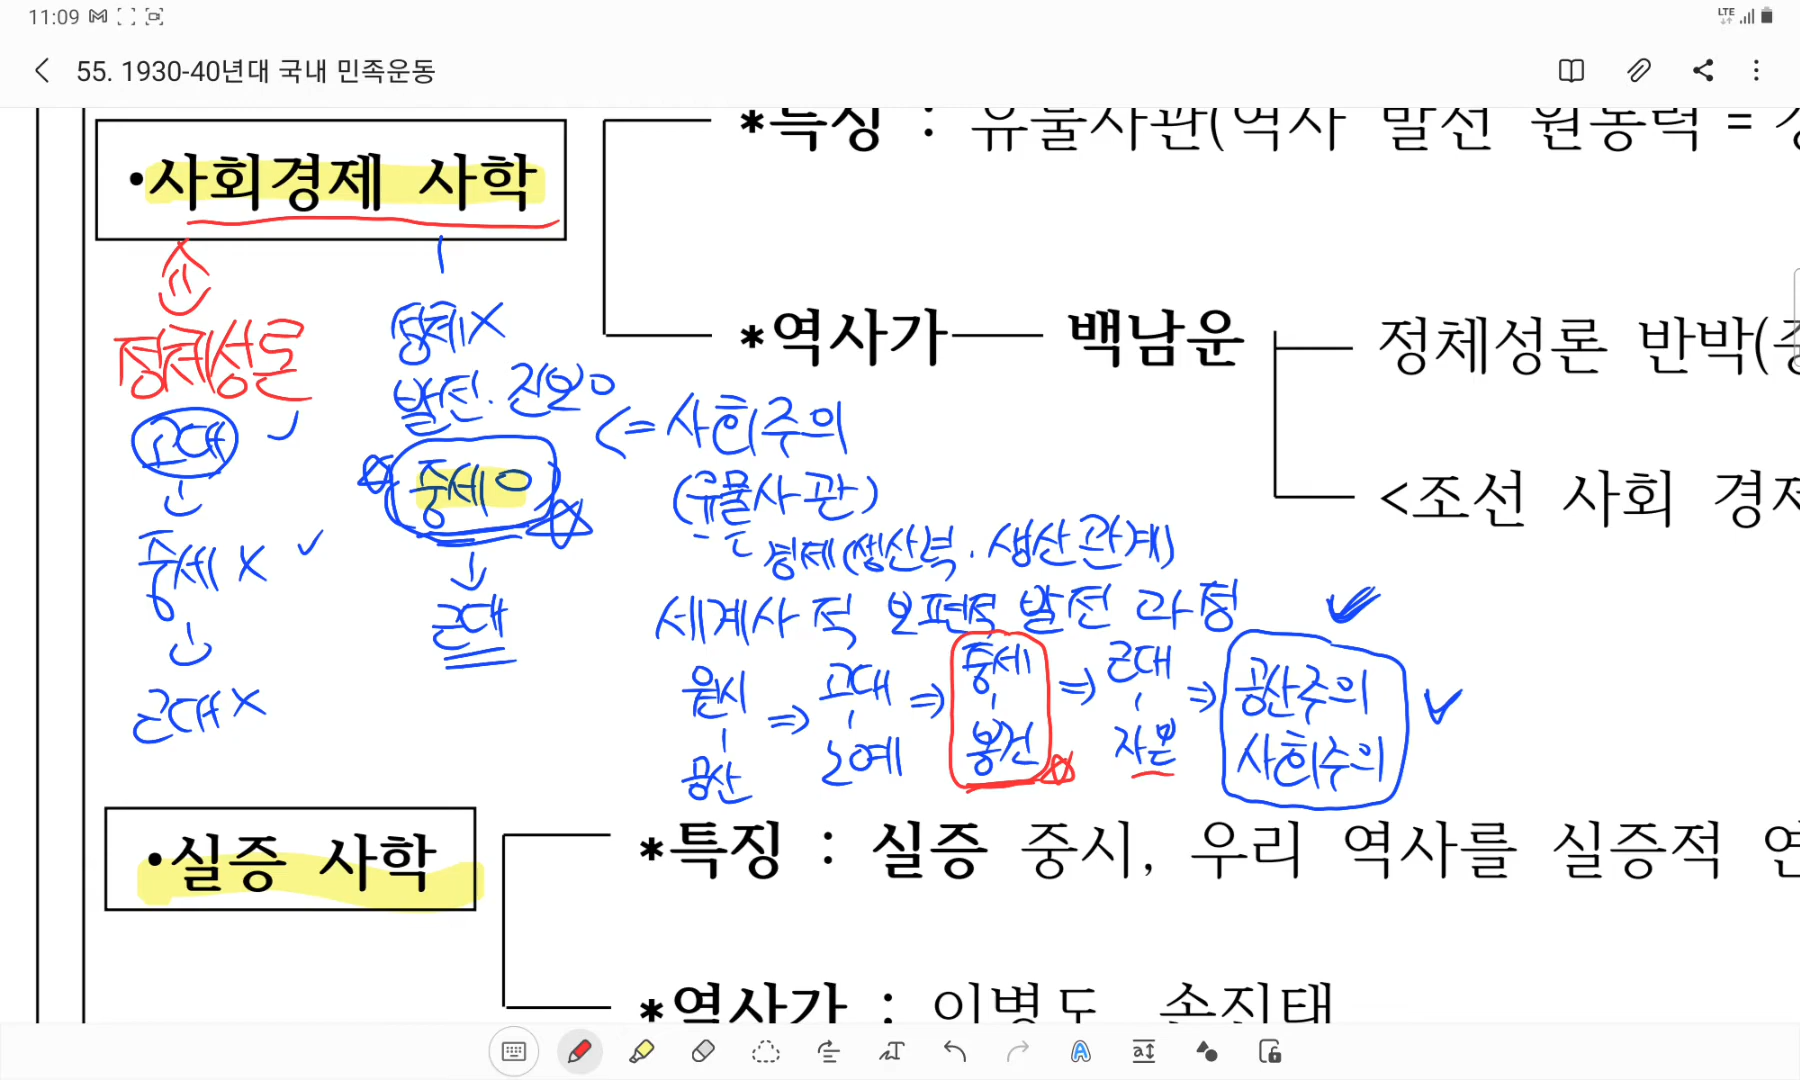 11:09
LTE
55. 1930-40년대 국내 민족운동
•사회경제 사학
*특징 : 유물사관(역사 발전 원동력 =
*역사가 백남운
정체성론 반박(
<조선 사회 경제
정체성론
고대
중세 X
근대 X
정체 X
발전. 진보 O
중세 O
근대
<= 사회주의
(유물사관)
경제(생산력. 생산관계)
세계사적 보편적 발전 과정
원시 ⇒ 고대 ⇒ 중세 ⇒ 근대 ⇒ 공산주의
공산 노예 봉건 자본 사회주의
•실증 사학
*특징 : 실증 중시, 우리 역사를 실증적 연
*역사가 : 이병도 손진태